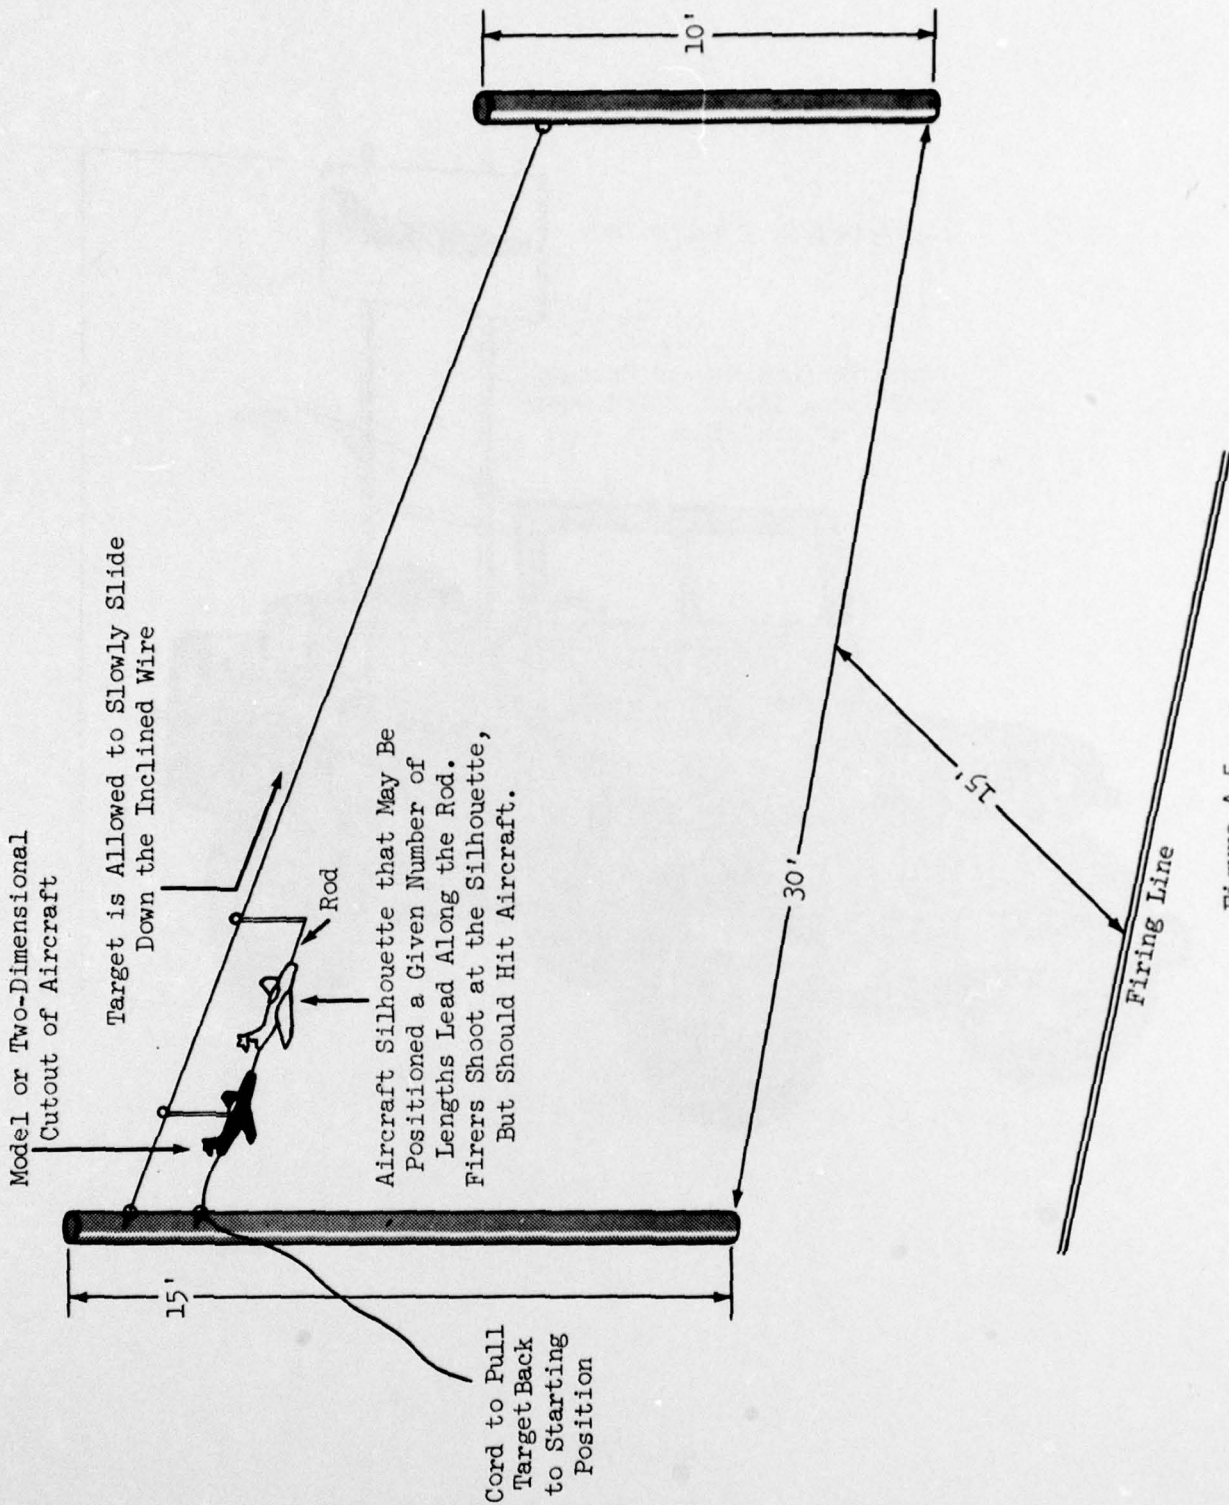 Model or Two-Dimensional
Cutout of Aircraft
Target is Allowed to Slowly Slide
Down the Inclined Wire
Rod
Aircraft Silhouette that May Be
Positioned a Given Number of
Lengths Lead Along the Rod.
Firers Shoot at the Silhouette,
But Should Hit Aircraft.
15'
10'
Cord to Pull
Target Back
to Starting
Position
30'
15'
Firing Line
Figure A-5